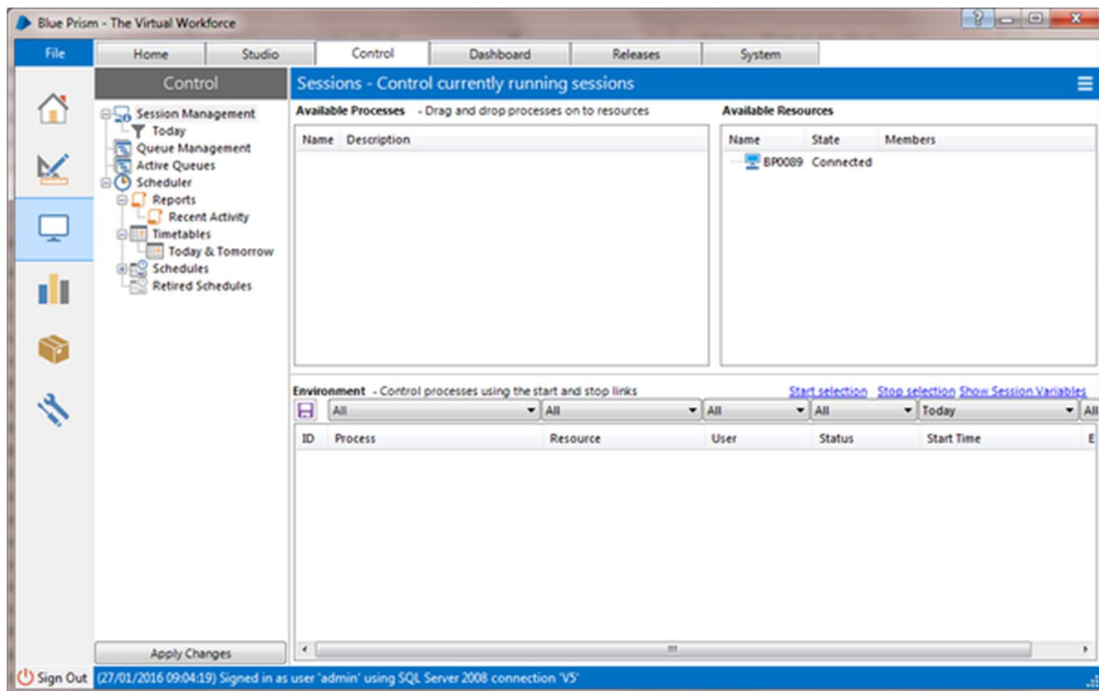 Blue Prism - The Virtual Workforce
File Home Studio Control Dashboard Releases System
Control
Session Management
Today
Queue Management
Active Queues
Scheduler
Reports
Recent Activity
Timetables
Today & Tomorrow
Schedules
Retired Schedules
Apply Changes
Sessions - Control currently running sessions
Available Processes - Drag and drop processes on to resources
Name Description
Available Resources
Name State Members
BP0089 Connected
Environment - Control processes using the start and stop links Start selection Stop selection Show Session Variables
All All All All Today All
ID Process Resource User Status Start Time E
Sign Out (27/01/2016 09:04:19) Signed in as user 'admin' using SQL Server 2008 connection 'V5'